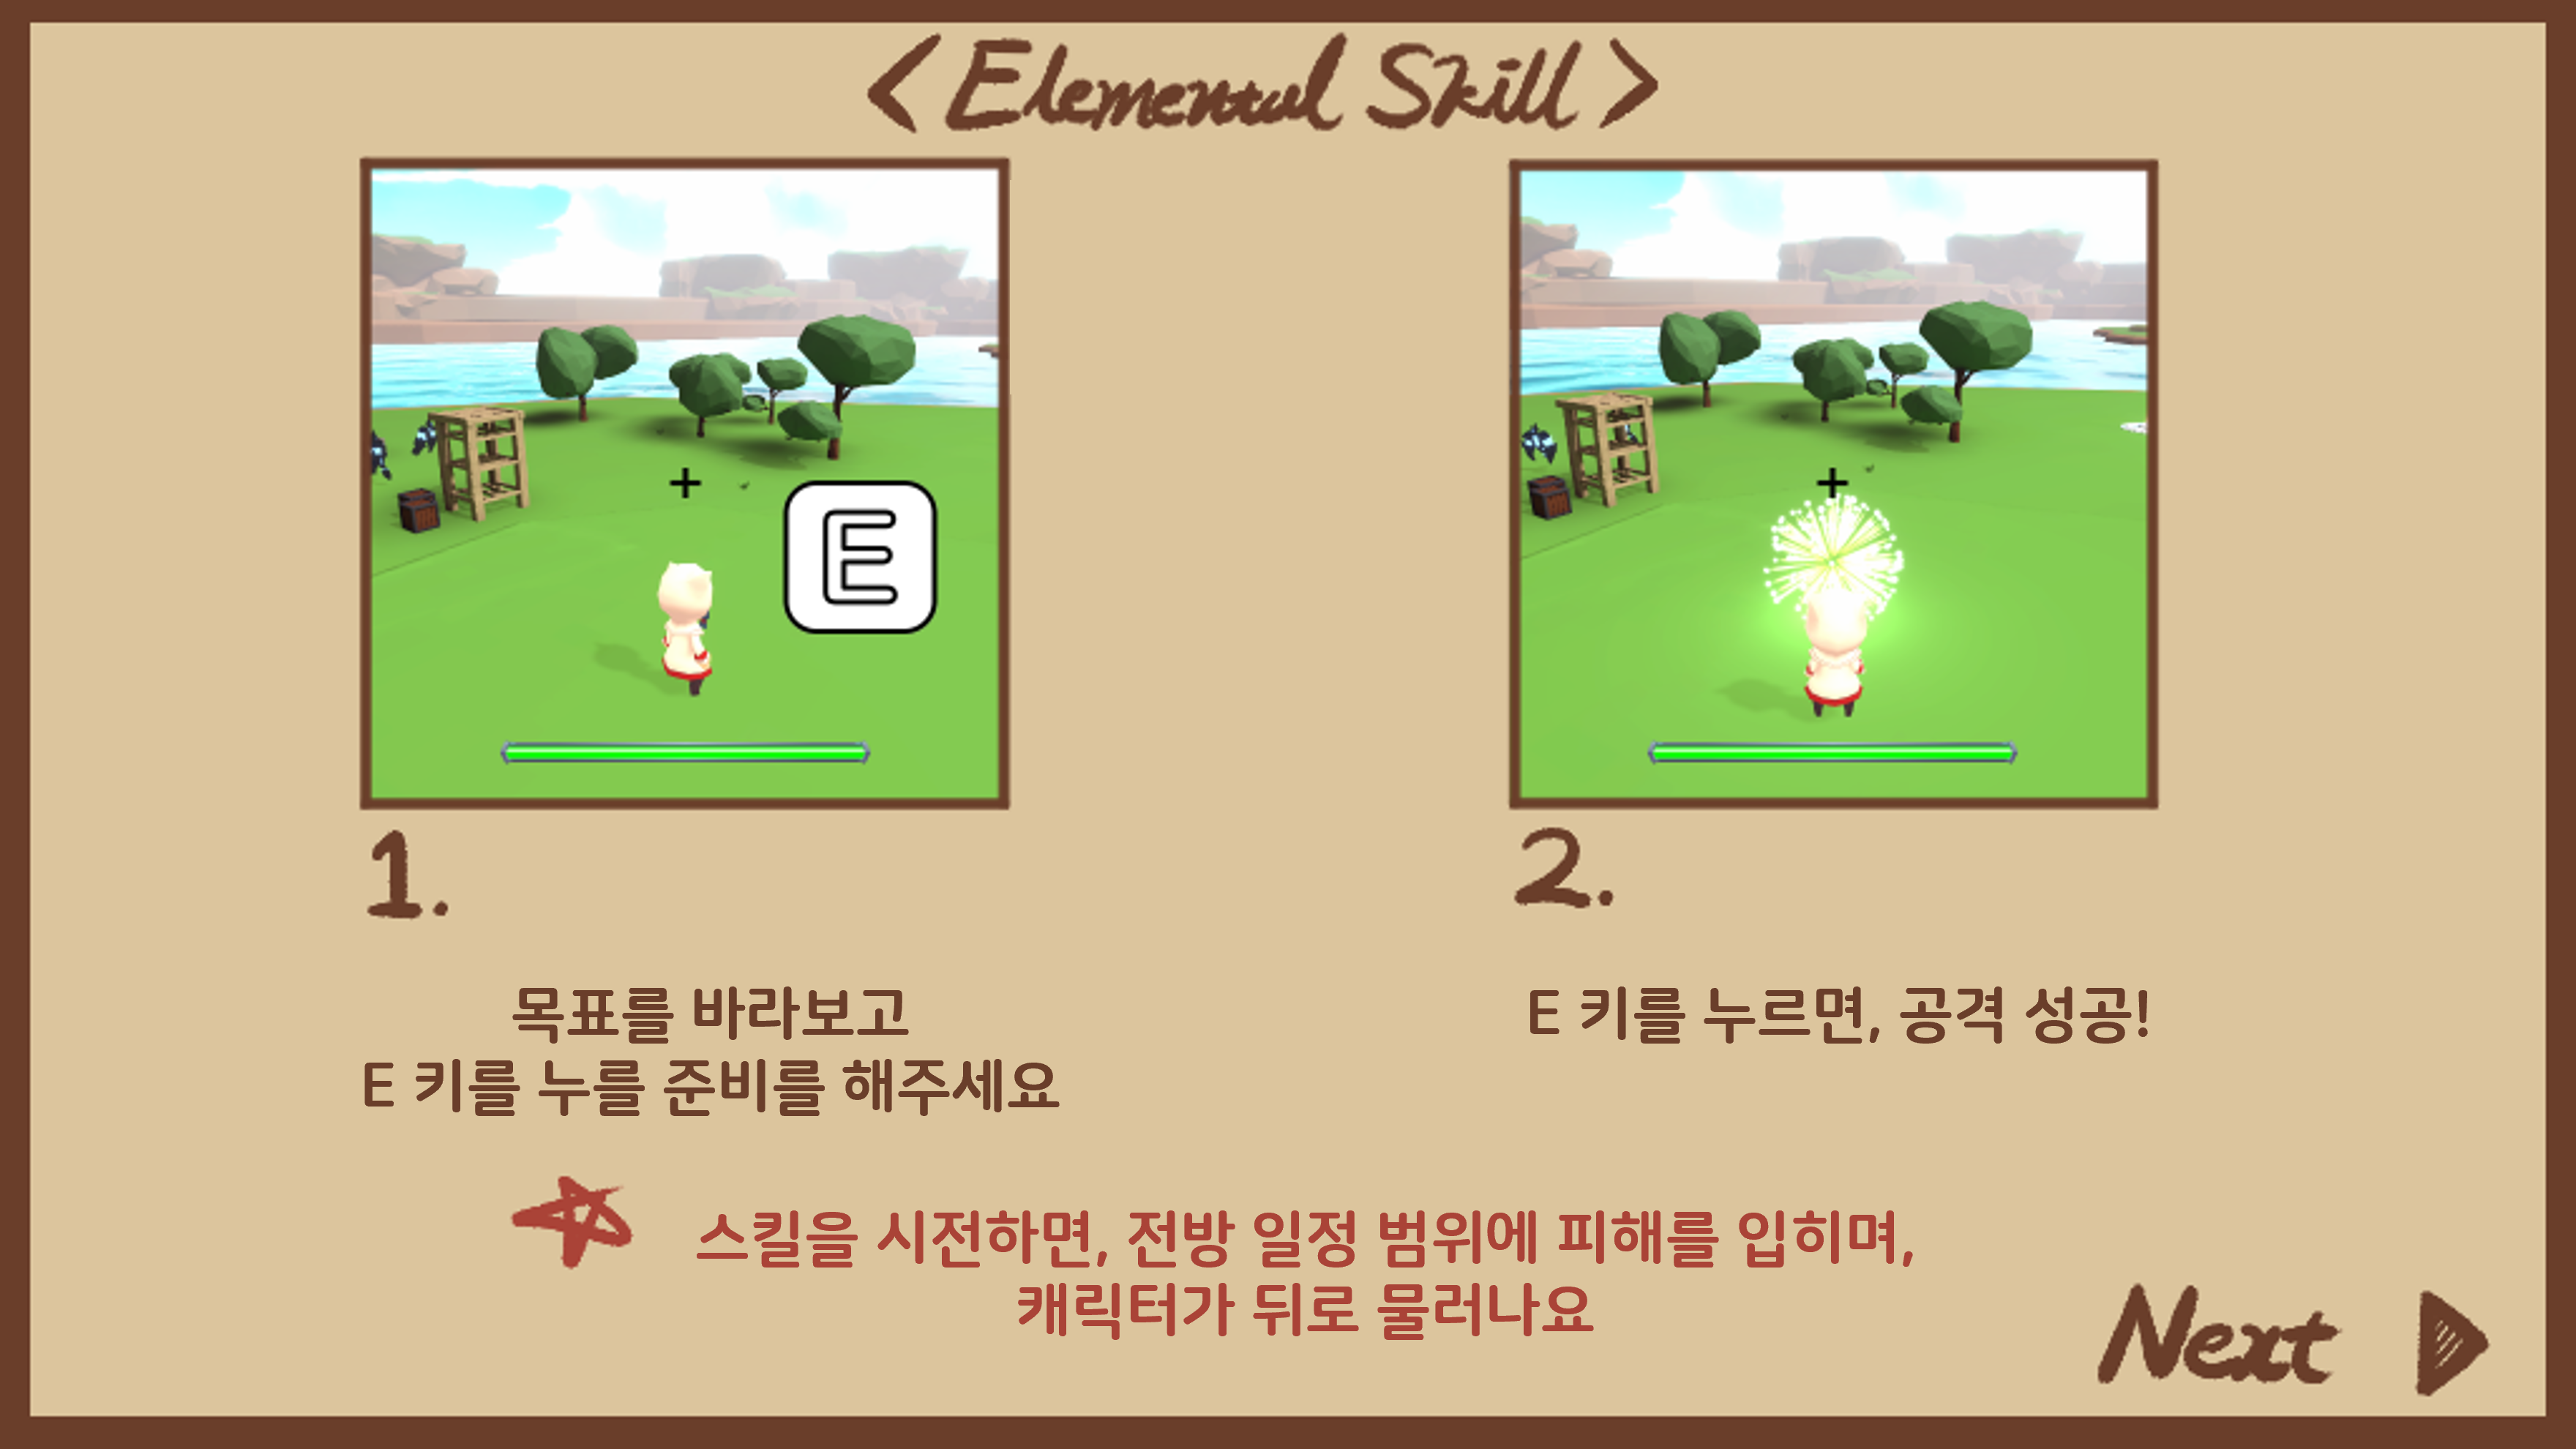 < Elemental Skill >
E
1.
목표를 바라보고
E 키를 누를 준비를 해주세요
2.
E 키를 누르면, 공격 성공!
스킬을 시전하면, 전방 일정 범위에 피해를 입히며,
캐릭터가 뒤로 물러나요
Next